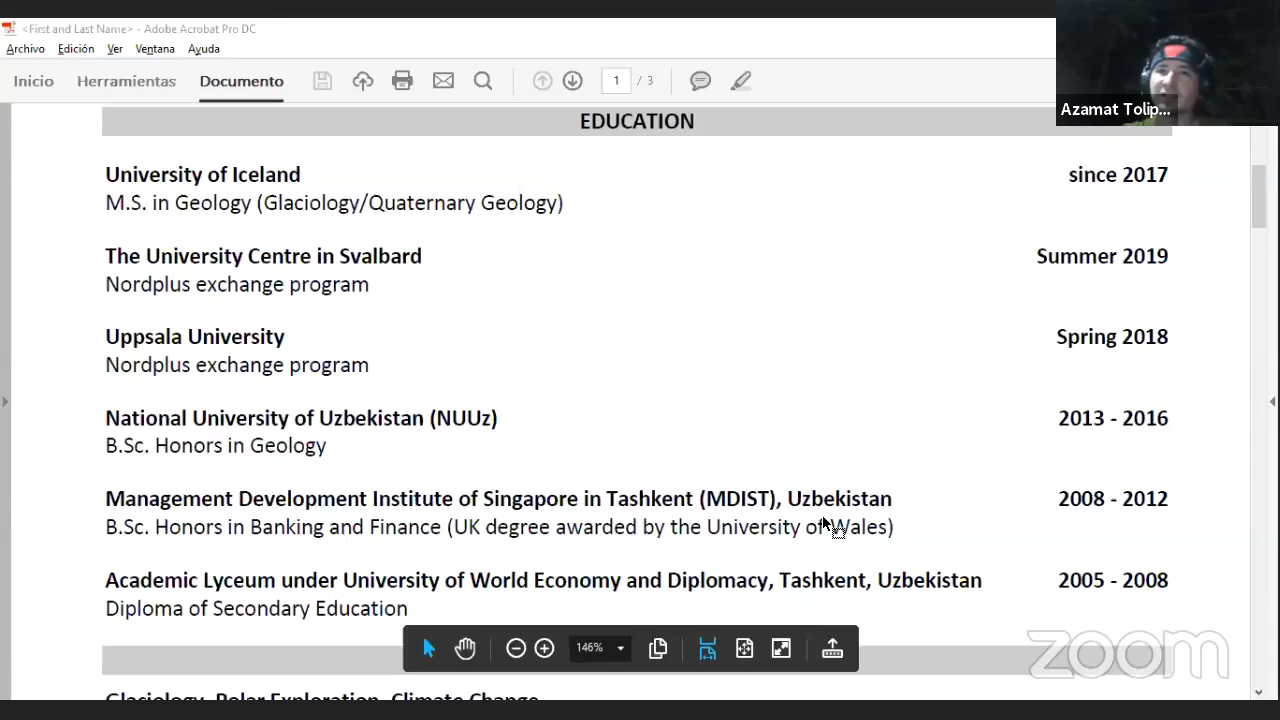 <First and Last Name> - Adobe Acrobat Pro DC
Archivo Edición Ver Ventana Ayuda
Inicio Herramientas Documento 1 / 3
Azamat Tolip...
EDUCATION
University of Iceland since 2017
M.S. in Geology (Glaciology/Quaternary Geology)
The University Centre in Svalbard Summer 2019
Nordplus exchange program
Uppsala University Spring 2018
Nordplus exchange program
National University of Uzbekistan (NUUz) 2013 - 2016
B.Sc. Honors in Geology
Management Development Institute of Singapore in Tashkent (MDIST), Uzbekistan 2008 - 2012
B.Sc. Honors in Banking and Finance (UK degree awarded by the University of Wales)
Academic Lyceum under University of World Economy and Diplomacy, Tashkent, Uzbekistan 2005 - 2008
Diploma of Secondary Education
146%
zoom
Glaciology, Polar Exploration, Climate Change